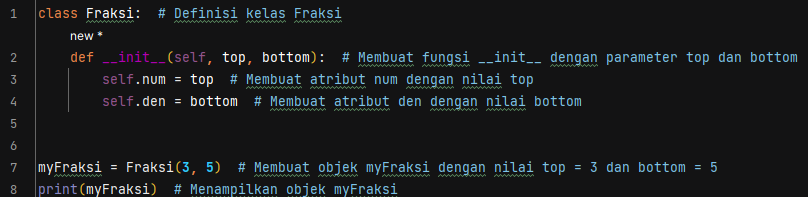 1 class Fraksi:  # Definisi kelas Fraksi
new *
2     def __init__(self, top, bottom):  # Membuat fungsi __init__ dengan parameter top dan bottom
3         self.num = top  # Membuat atribut num dengan nilai top
4         self.den = bottom  # Membuat atribut den dengan nilai bottom
5
6
7 myFraksi = Fraksi(3, 5)  # Membuat objek myFraksi dengan nilai top = 3 dan bottom = 5
8 print(myFraksi)  # Menampilkan objek myFraksi